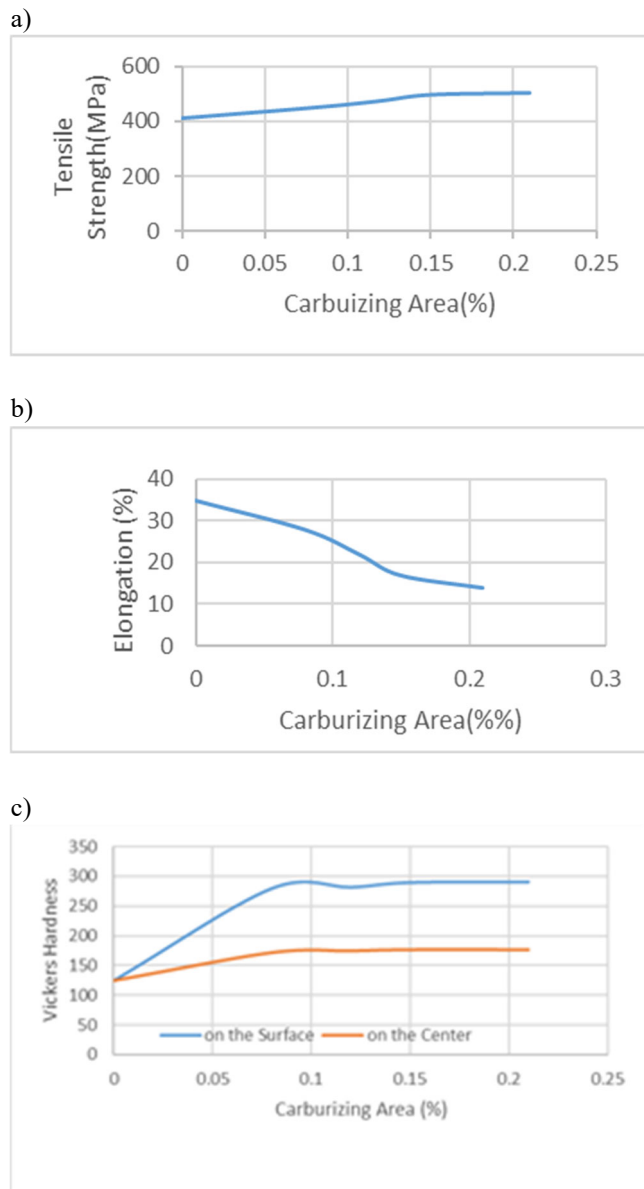 a)
600
400
200
0
Tensile
Strength(MPa)
0 0.05 0.1 0.15 0.2 0.25
Carbuizing Area(%)
b)
40
30
20
10
0
Elongation (%)
0 0.1 0.2 0.3
Carburizing Area(%%)
c)
350
300
250
200
150
100
50
0
Vickers Hardness
on the Surface on the Center
0 0.05 0.1 0.15 0.2 0.25
Carburizing Area (%)